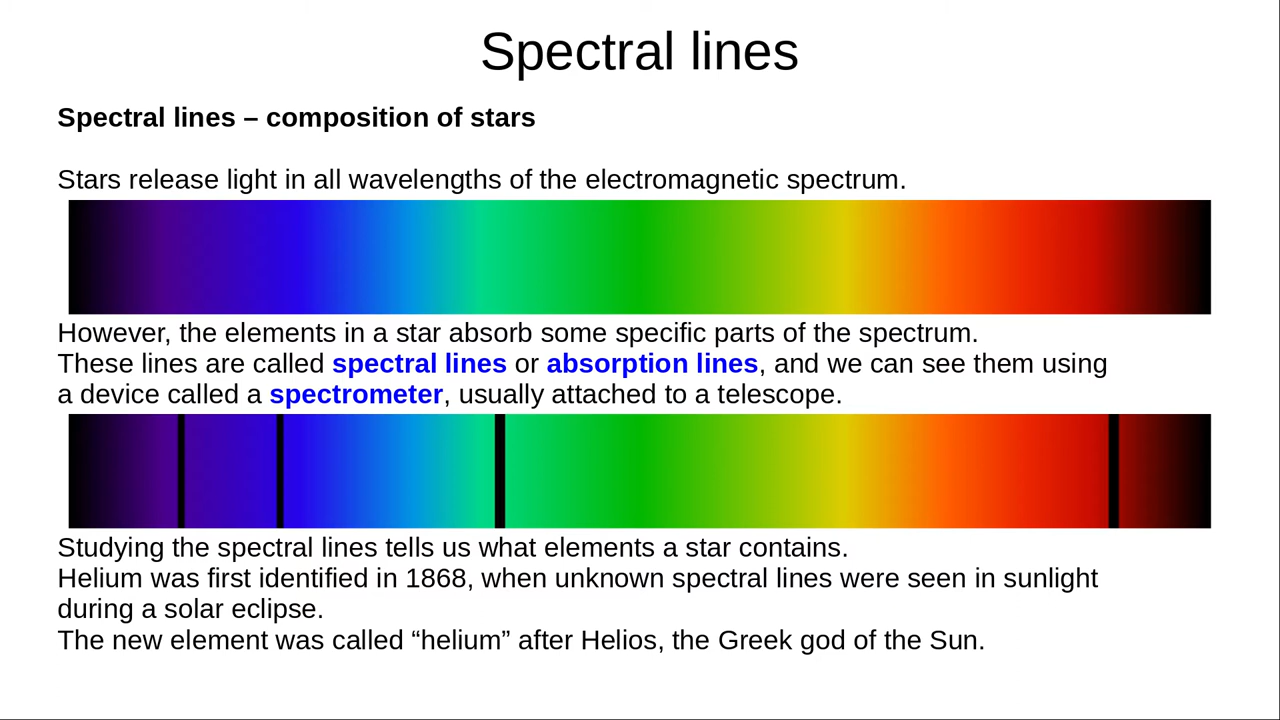 Spectral lines
Spectral lines – composition of stars
Stars release light in all wavelengths of the electromagnetic spectrum.
However, the elements in a star absorb some specific parts of the spectrum.
These lines are called spectral lines or absorption lines, and we can see them using
a device called a spectrometer, usually attached to a telescope.
Studying the spectral lines tells us what elements a star contains.
Helium was first identified in 1868, when unknown spectral lines were seen in sunlight
during a solar eclipse.
The new element was called “helium” after Helios, the Greek god of the Sun.